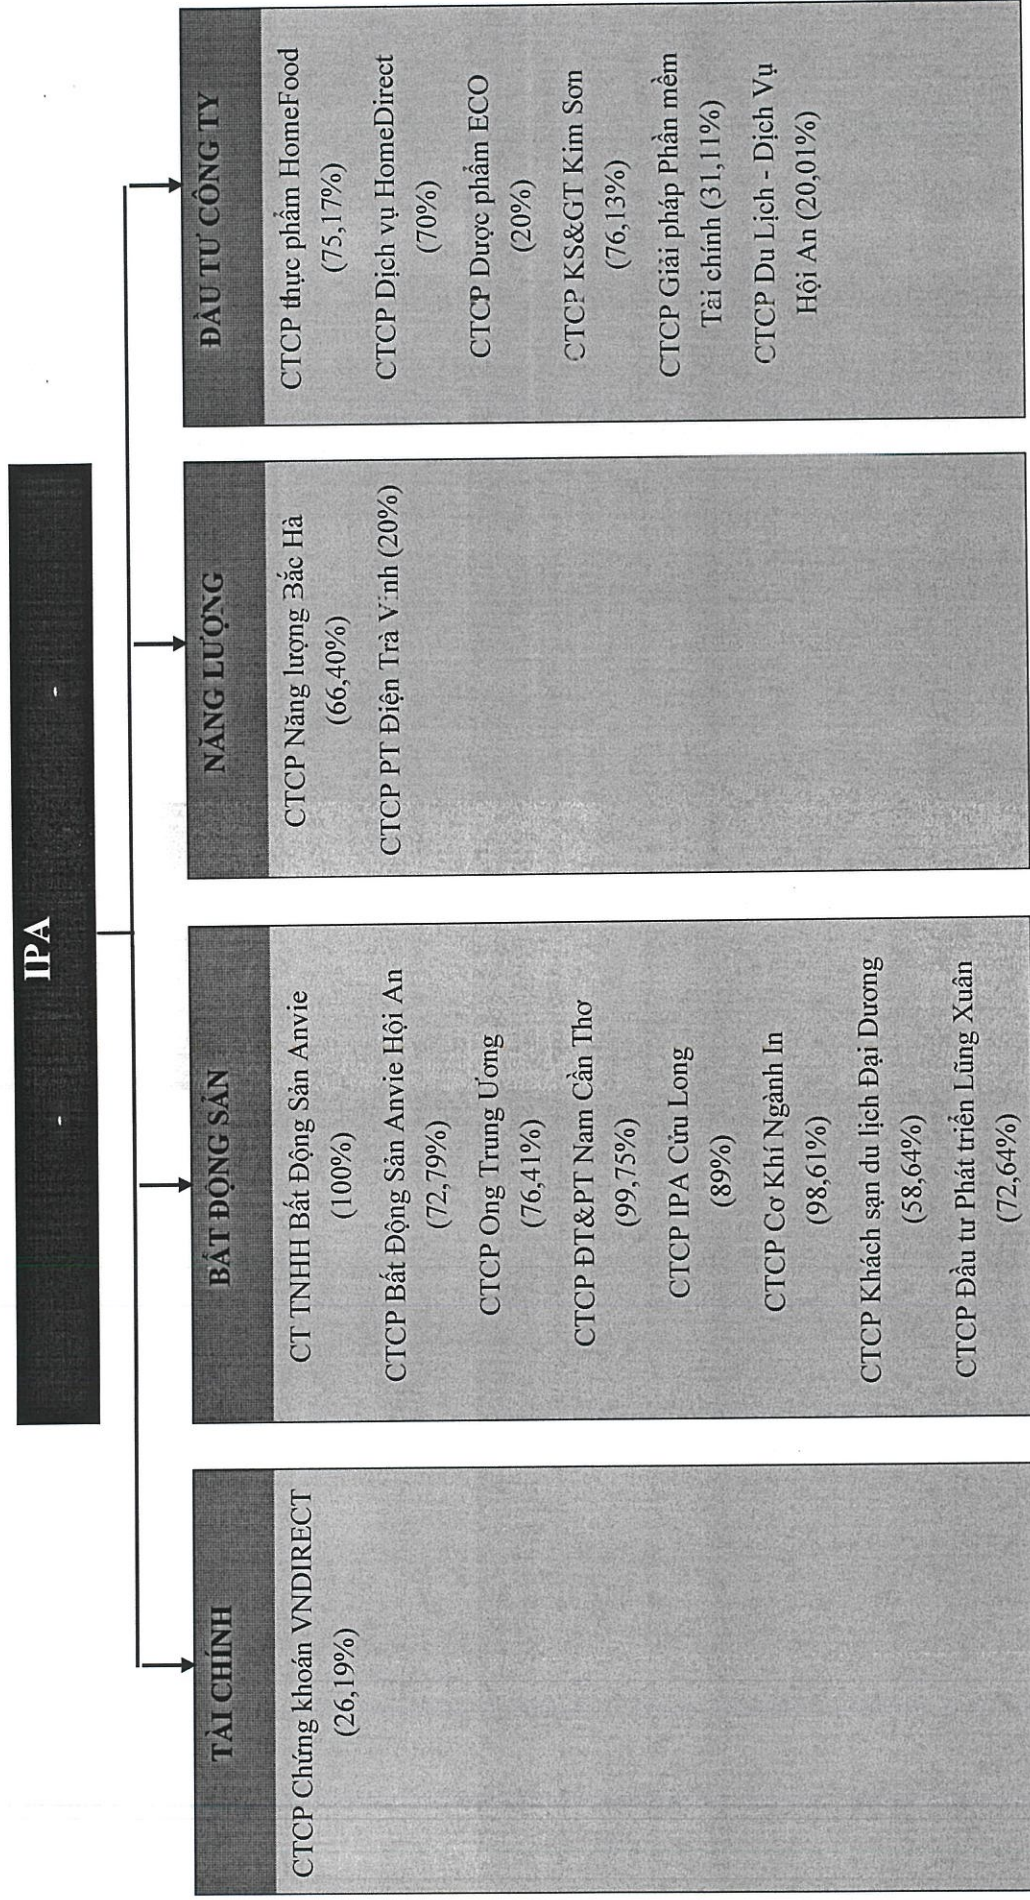 IPA
TÀI CHÍNH
CTCP Chứng khoán VNDIRECT
(26,19%)
BẤT ĐỘNG SẢN
CT TNHH Bất Động Sản Anvie
(100%)
CTCP Bất Động Sản Anvie Hội An
(72,79%)
CTCP Ong Trung Ương
(76,41%)
CTCP ĐT&PT Nam Cần Thơ
(99,75%)
CTCP IPA Cửu Long
(89%)
CTCP Cơ Khí Ngành In
(98,61%)
CTCP Khách sạn du lịch Đại Dương
(58,64%)
CTCP Đầu tư Phát triển Lũng Xuân
(72,64%)
NĂNG LƯỢNG
CTCP Năng lượng Bắc Hà
(66,40%)
CTCP PT Điện Trà Vinh (20%)
ĐẦU TƯ CÔNG TY
CTCP thực phẩm HomeFood
(75,17%)
CTCP Dịch vụ HomeDirect
(70%)
CTCP Dược phẩm ECO
(20%)
CTCP KS&GT Kim Sơn
(76,13%)
CTCP Giải pháp Phần mềm
Tài chính (31,11%)
CTCP Du Lịch - Dịch Vụ
Hội An (20,01%)